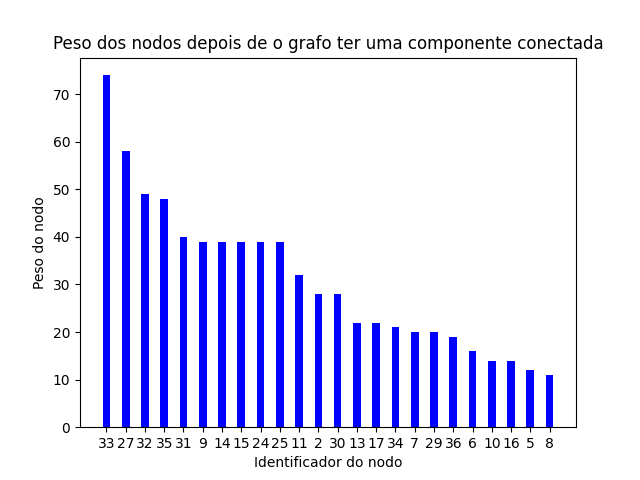 Peso dos nodos depois de o grafo ter uma componente conectada
70
60
50
40
30
20
10
0
Peso do nodo
33 27 32 35 31 9 14 15 24 25 11 2 30 13 17 34 7 29 36 6 10 16 5 8
Identificador do nodo